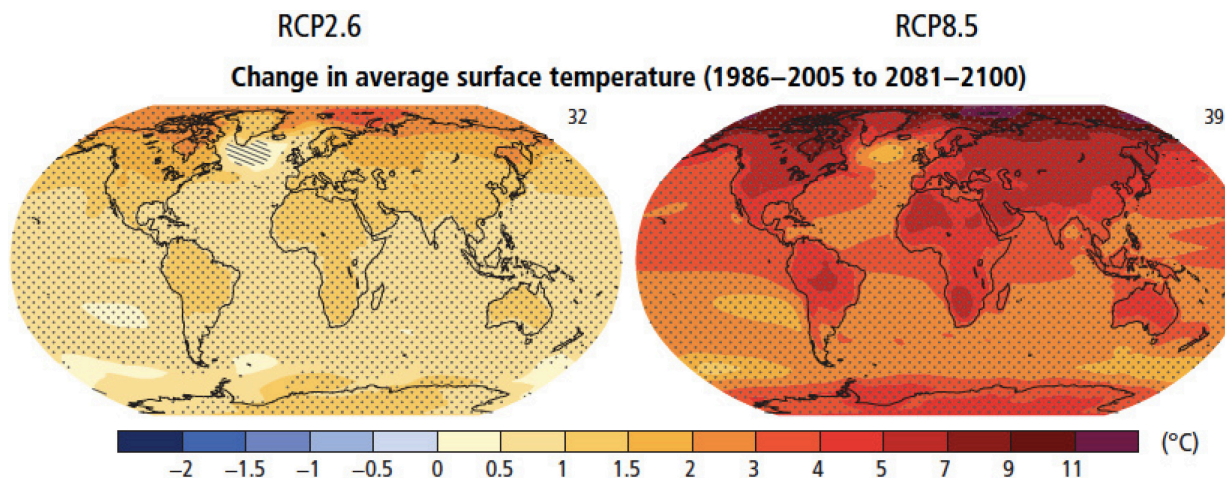 RCP2.6 RCP8.5
Change in average surface temperature (1986–2005 to 2081–2100)
32 39
−2 −1.5 −1 −0.5 0 0.5 1 1.5 2 3 4 5 7 9 11 (°C)